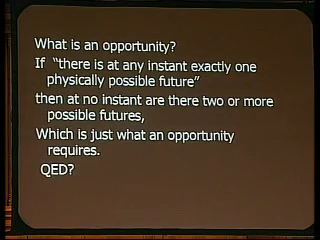 What is an opportunity?
If “there is at any instant exactly one
physically possible future”
then at no instant are there two or more
possible futures,
Which is just what an opportunity
requires.
QED?